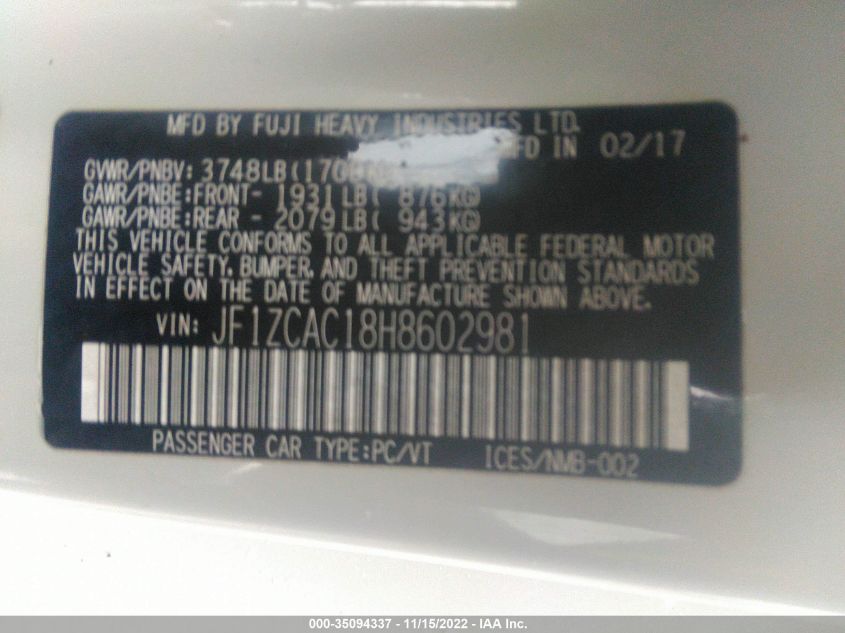 MFD BY FUJI HEAVY INDUSTRIES LTD.
MFD IN 02/17
GVWR/PNBV: 3748LB(1700KG
GAWR/PNBE:FRONT- 1931LB( 876KG)
GAWR/PNBE:REAR - 2079LB( 943KG)
THIS VEHICLE CONFORMS TO ALL APPLICABLE FEDERAL MOTOR
VEHICLE SAFETY, BUMPER, AND THEFT PREVENTION STANDARDS
IN EFFECT ON THE DATE OF MANUFACTURE SHOWN ABOVE.
VIN: JF1ZCAC18H8602981
PASSENGER CAR TYPE:PC/VT ICES/NMB-002
000-35094337 - 11/15/2022 - IAA Inc.